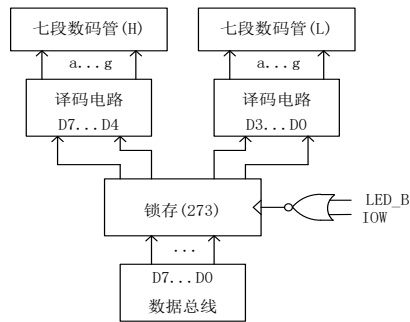 七段数码管(H)
七段数码管(L)
a...g
a...g
译码电路
D7...D4
译码电路
D3...D0
锁存(273)
LED_B
IOW
...
D7...D0
数据总线